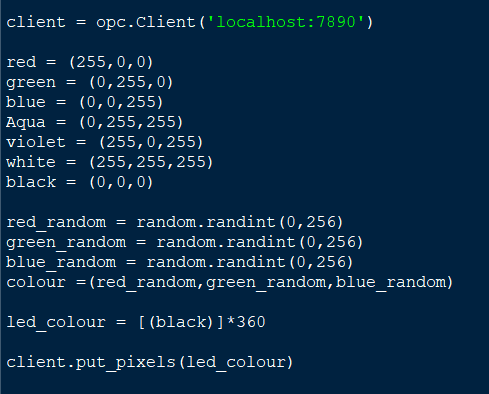 client = opc.Client('localhost:7890')
red = (255,0,0)
green = (0,255,0)
blue = (0,0,255)
Aqua = (0,255,255)
violet = (255,0,255)
white = (255,255,255)
black = (0,0,0)
red_random = random.randint(0,256)
green_random = random.randint(0,256)
blue_random = random.randint(0,256)
colour =(red_random,green_random,blue_random)
led_colour = [(black)]*360
client.put_pixels(led_colour)